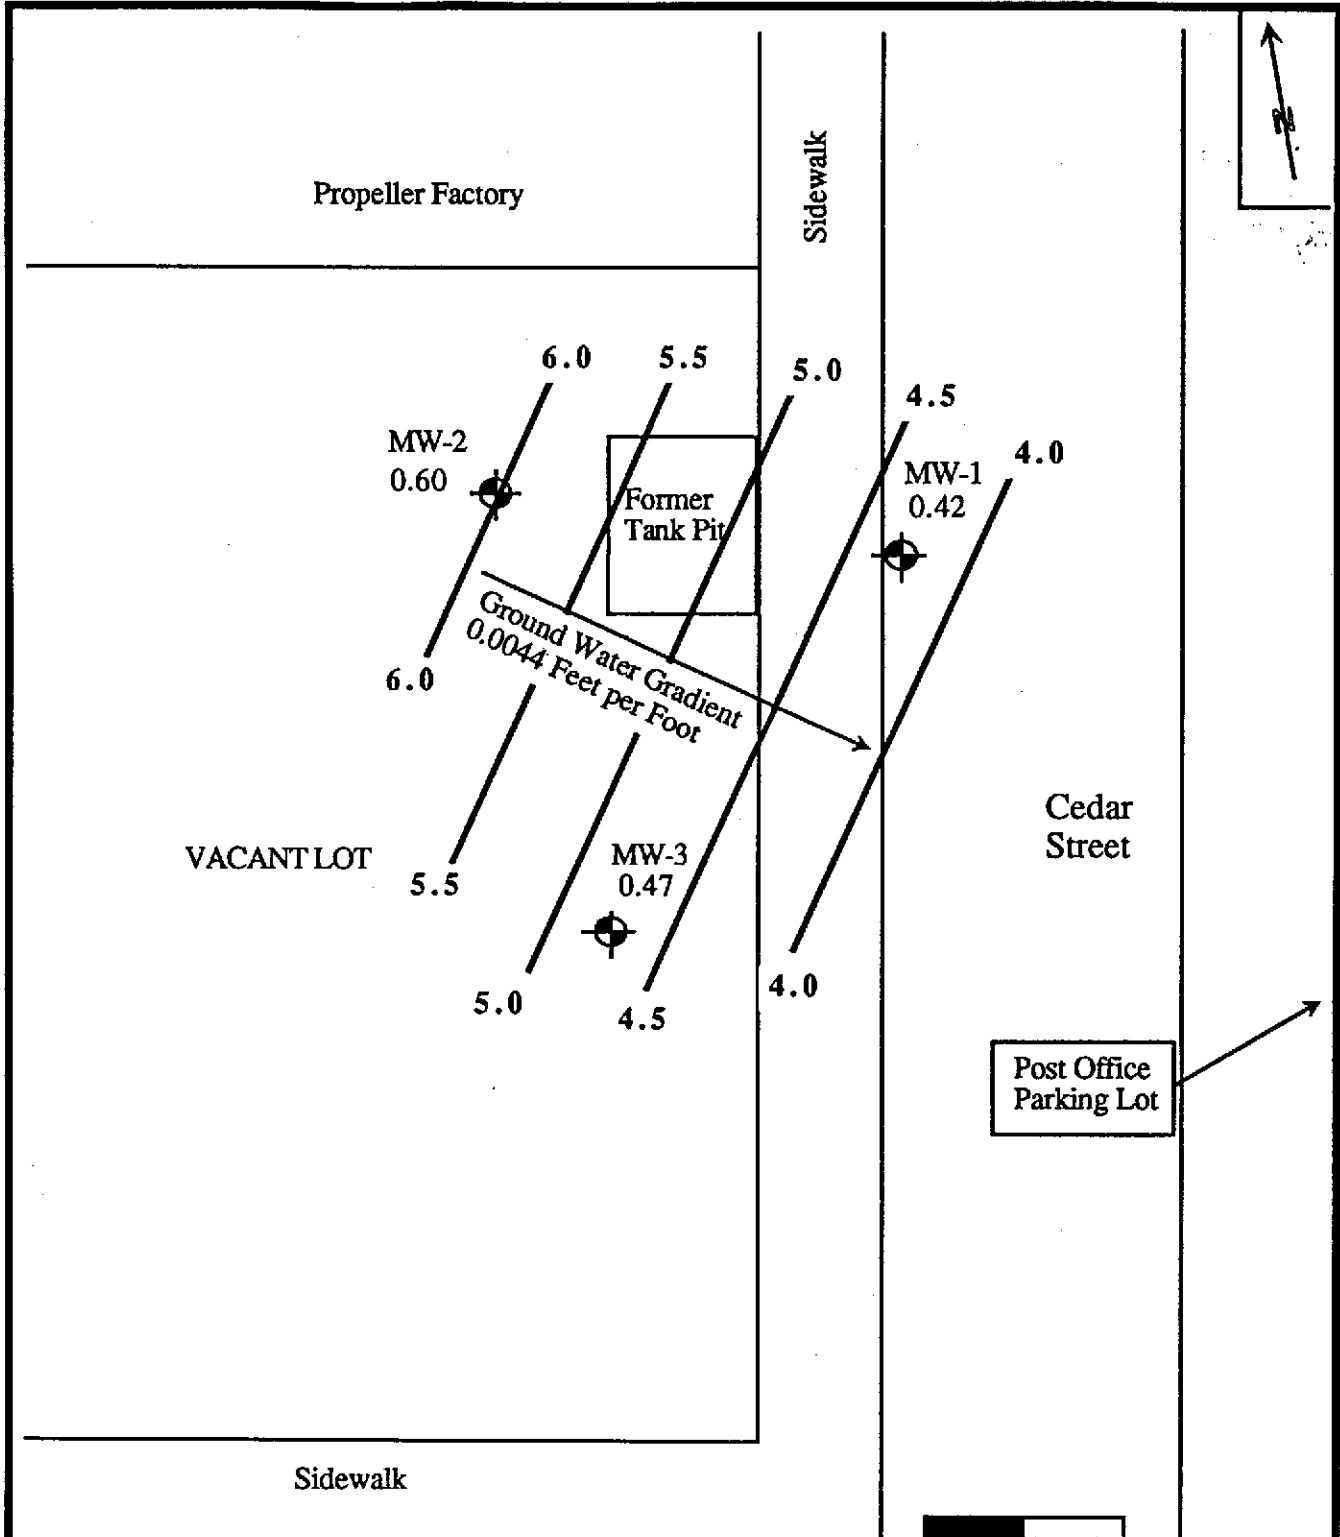 N
Sidewalk
Propeller Factory
6.0
5.5
5.0
4.5
4.0
MW-2
0.60
Former
Tank Pit
MW-1
0.42
Ground Water Gradient
0.0044 Feet per Foot
6.0
Cedar
Street
VACANT LOT
MW-3
0.47
5.5
5.0
4.5
4.0
Post Office
Parking Lot
Sidewalk